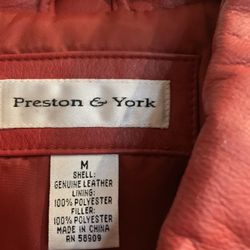 Preston & York
M
SHELL:
GENUINE LEATHER
LINING:
100% POLYESTER
FILLER:
100% POLYESTER
MADE IN CHINA
RN 56909